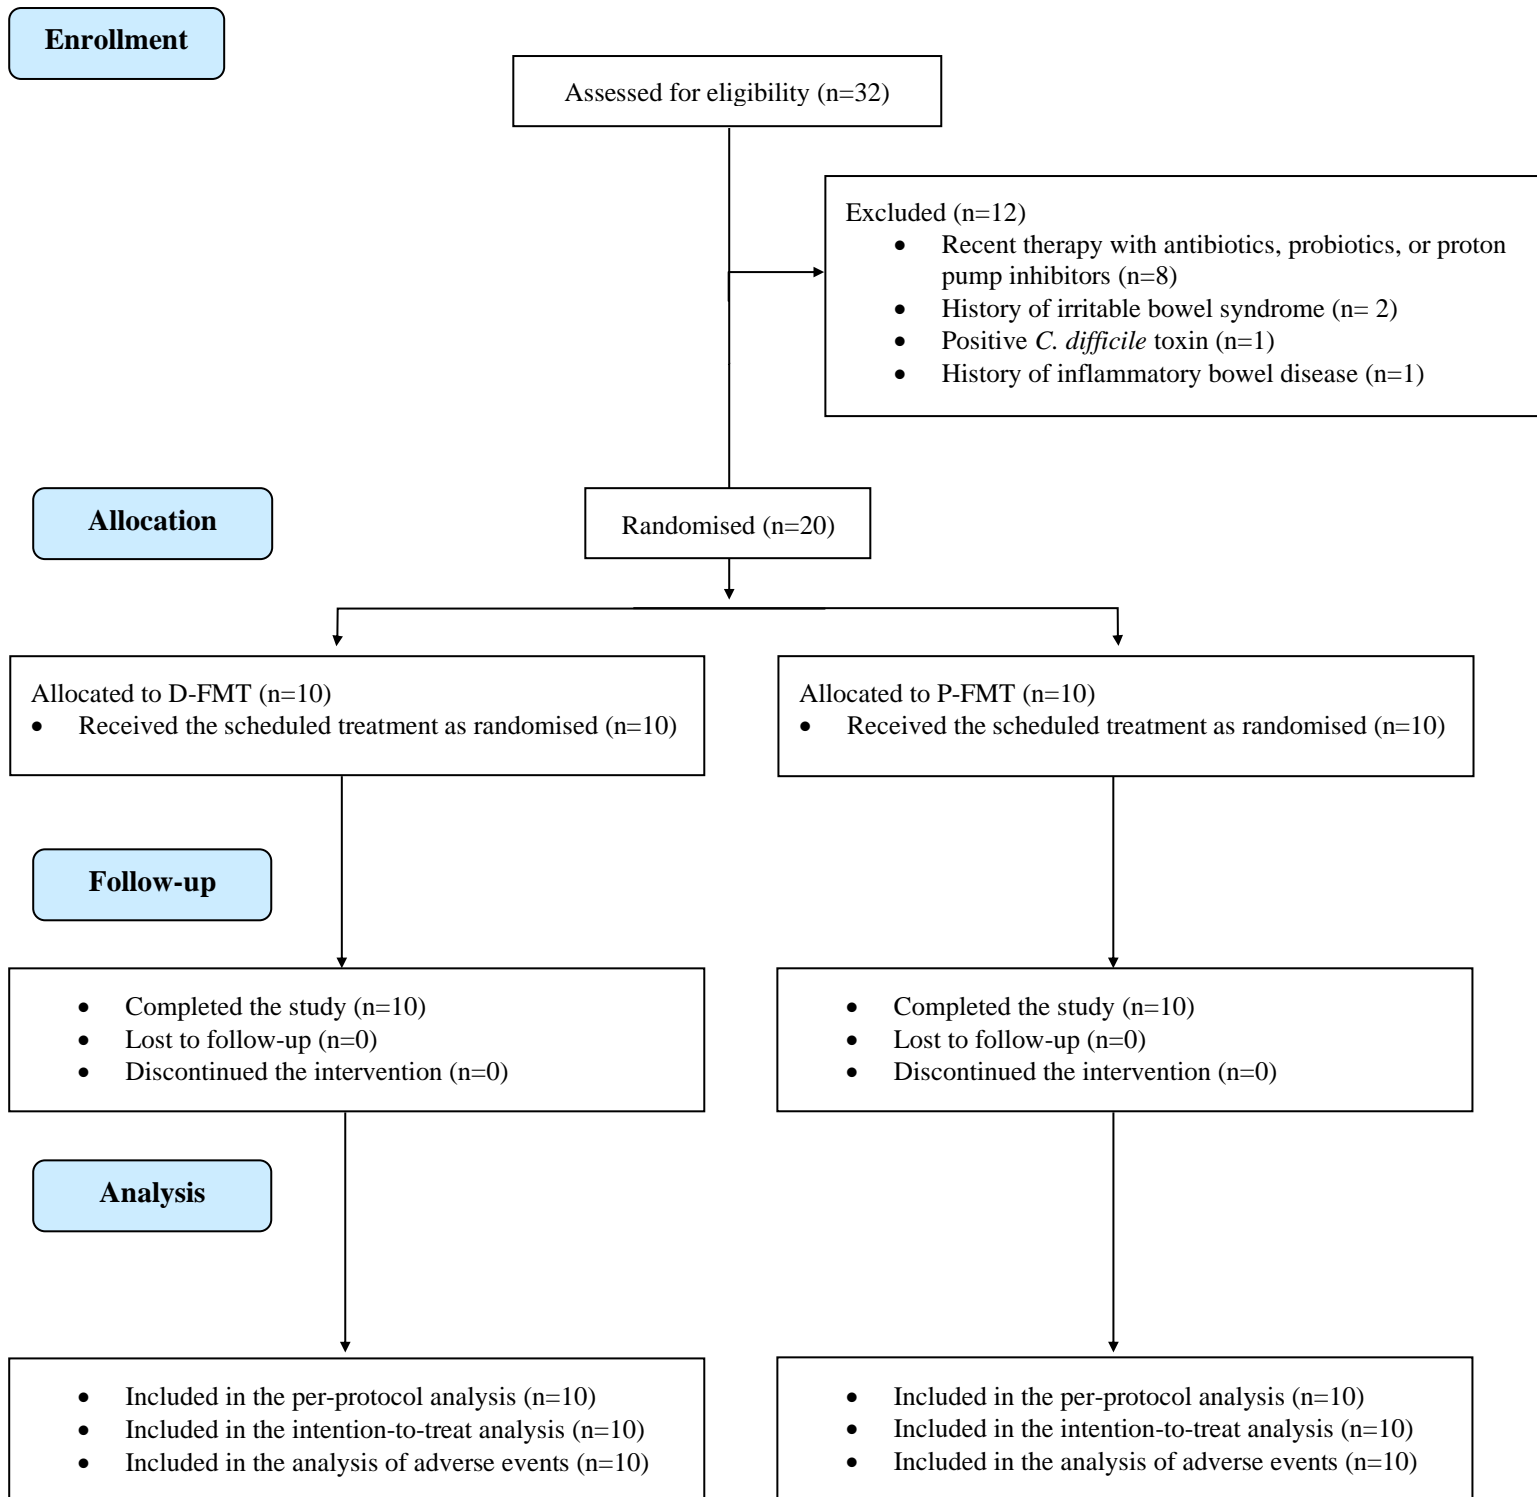 Enrollment
Assessed for eligibility (n=32)
Excluded (n=12)
• Recent therapy with antibiotics, probiotics, or proton
pump inhibitors (n=8)
• History of irritable bowel syndrome (n= 2)
• Positive C. difficile toxin (n=1)
• History of inflammatory bowel disease (n=1)
Allocation
Randomised (n=20)
Allocated to D-FMT (n=10)
• Received the scheduled treatment as randomised (n=10)
Allocated to P-FMT (n=10)
• Received the scheduled treatment as randomised (n=10)
Follow-up
• Completed the study (n=10)
• Lost to follow-up (n=0)
• Discontinued the intervention (n=0)
• Completed the study (n=10)
• Lost to follow-up (n=0)
• Discontinued the intervention (n=0)
Analysis
• Included in the per-protocol analysis (n=10)
• Included in the intention-to-treat analysis (n=10)
• Included in the analysis of adverse events (n=10)
• Included in the per-protocol analysis (n=10)
• Included in the intention-to-treat analysis (n=10)
• Included in the analysis of adverse events (n=10)